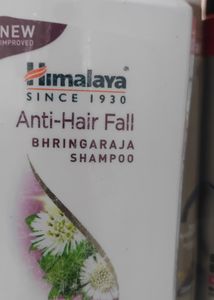 NEW
IMPROVED
Himalaya
SINCE 1930
Anti-Hair Fall
BHRINGARAJA
SHAMPOO